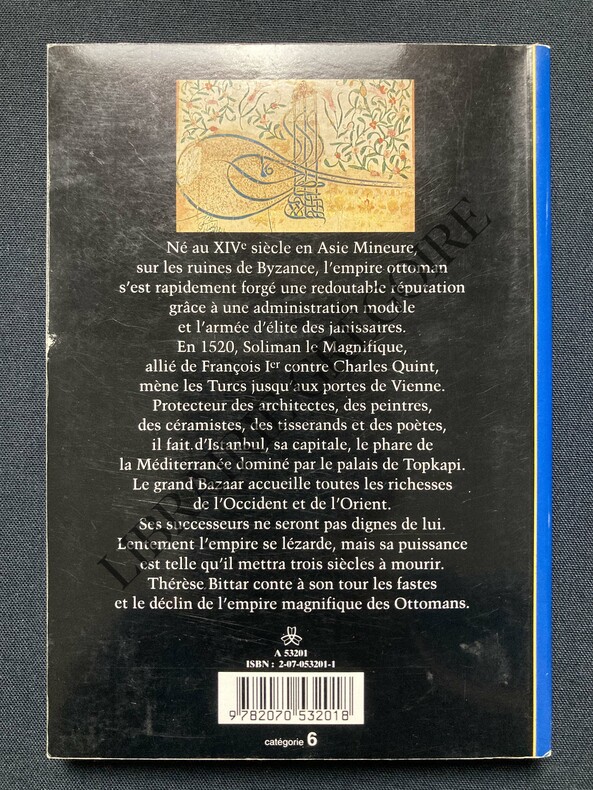 Né au XIVe siècle en Asie Mineure,
sur les ruines de Byzance, l'empire ottoman
s'est rapidement forgé une redoutable réputation
grâce à une administration modèle
et l'armée d'élite des janissaires.
En 1520, Soliman le Magnifique,
allié de François Ier contre Charles Quint,
mène les Turcs jusqu'aux portes de Vienne.
Protecteur des architectes, des peintres,
des céramistes, des tisserands et des poètes,
il fait d'Istanbul, sa capitale, le phare de
la Méditerranée dominé par le palais de Topkapi.
Le grand Bazaar accueille toutes les richesses
de l'Occident et de l'Orient.
Ses successeurs ne seront pas dignes de lui.
Lentement l'empire se lézarde, mais sa puissance
est telle qu'il mettra trois siècles à mourir.
Thérèse Bittar conte à son tour les fastes
et le déclin de l'empire magnifique des Ottomans.
A 53201
ISBN : 2-07-053201-1
9 782070 532018
catégorie 6